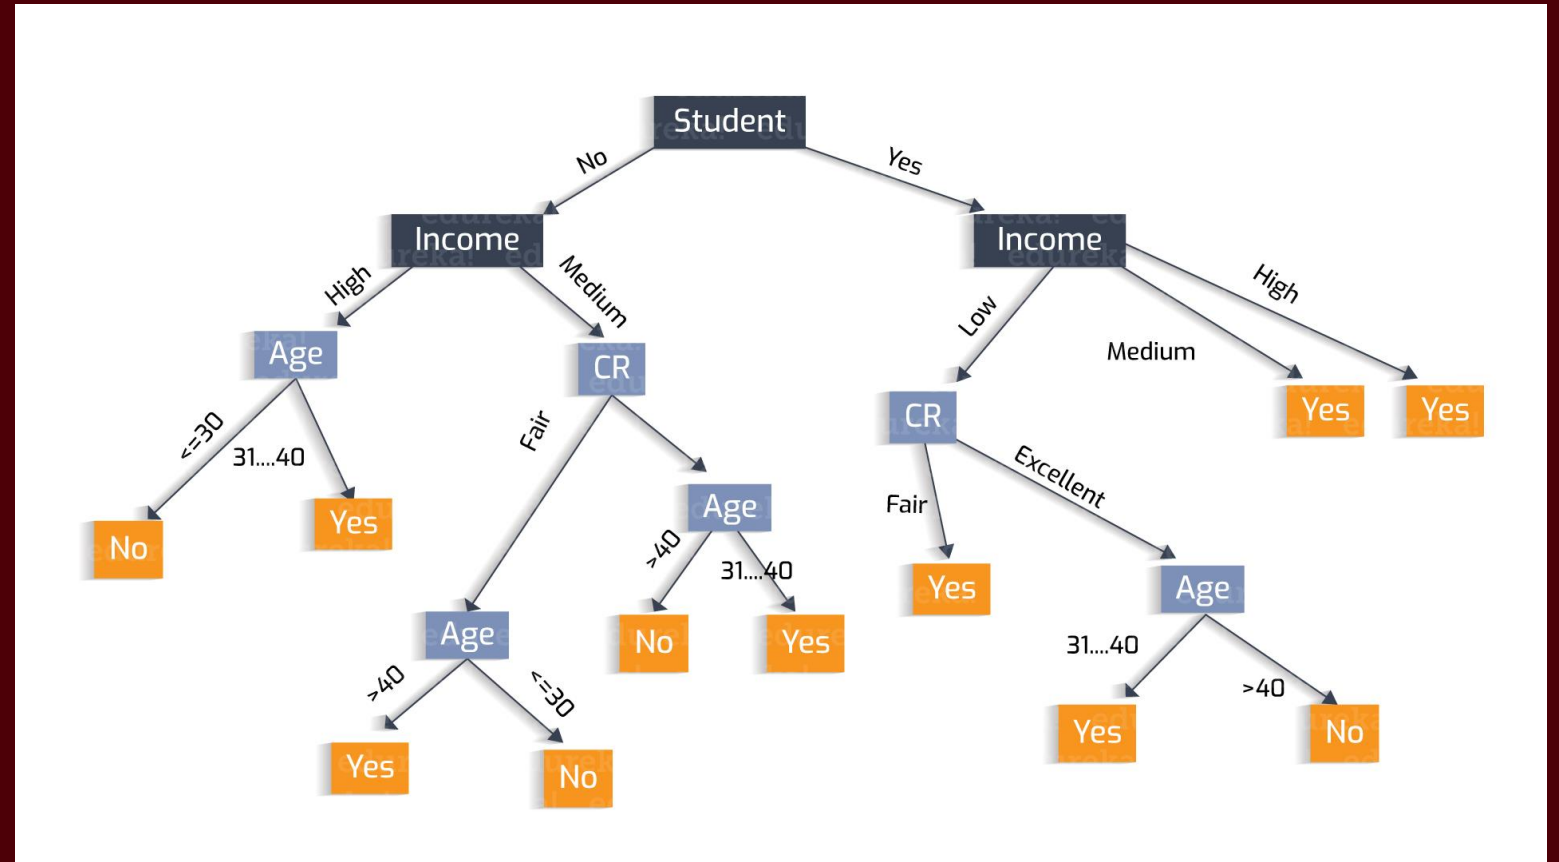 Student
No
Yes
Income
Income
High
Medium
Low
Medium
High
Age
CR
CR
Yes
Yes
<=30
31....40
Fair
Fair
Excellent
No
Yes
Age
>40
31....40
Yes
Age
Age
No
Yes
31....40
>40
>40
<=30
Yes
No
Yes
No